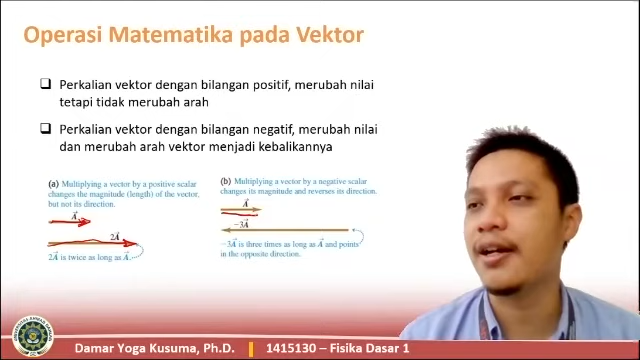 Operasi Matematika pada Vektor
Perkalian vektor dengan bilangan positif, merubah nilai
tetapi tidak merubah arah
Perkalian vektor dengan bilangan negatif, merubah nilai
dan merubah arah vektor menjadi kebalikannya
(a) Multiplying a vector by a positive scalar
changes the magnitude (length) of the vector,
but not its direction.
A⃗
2A⃗
2A⃗ is twice as long as A⃗.
(b) Multiplying a vector by a negative scalar
changes its magnitude and reverses its direction.
A⃗
−3A⃗
−3A⃗ is three times as long as A⃗ and points
in the opposite direction.
Damar Yoga Kusuma, Ph.D. | 1415130 – Fisika Dasar 1